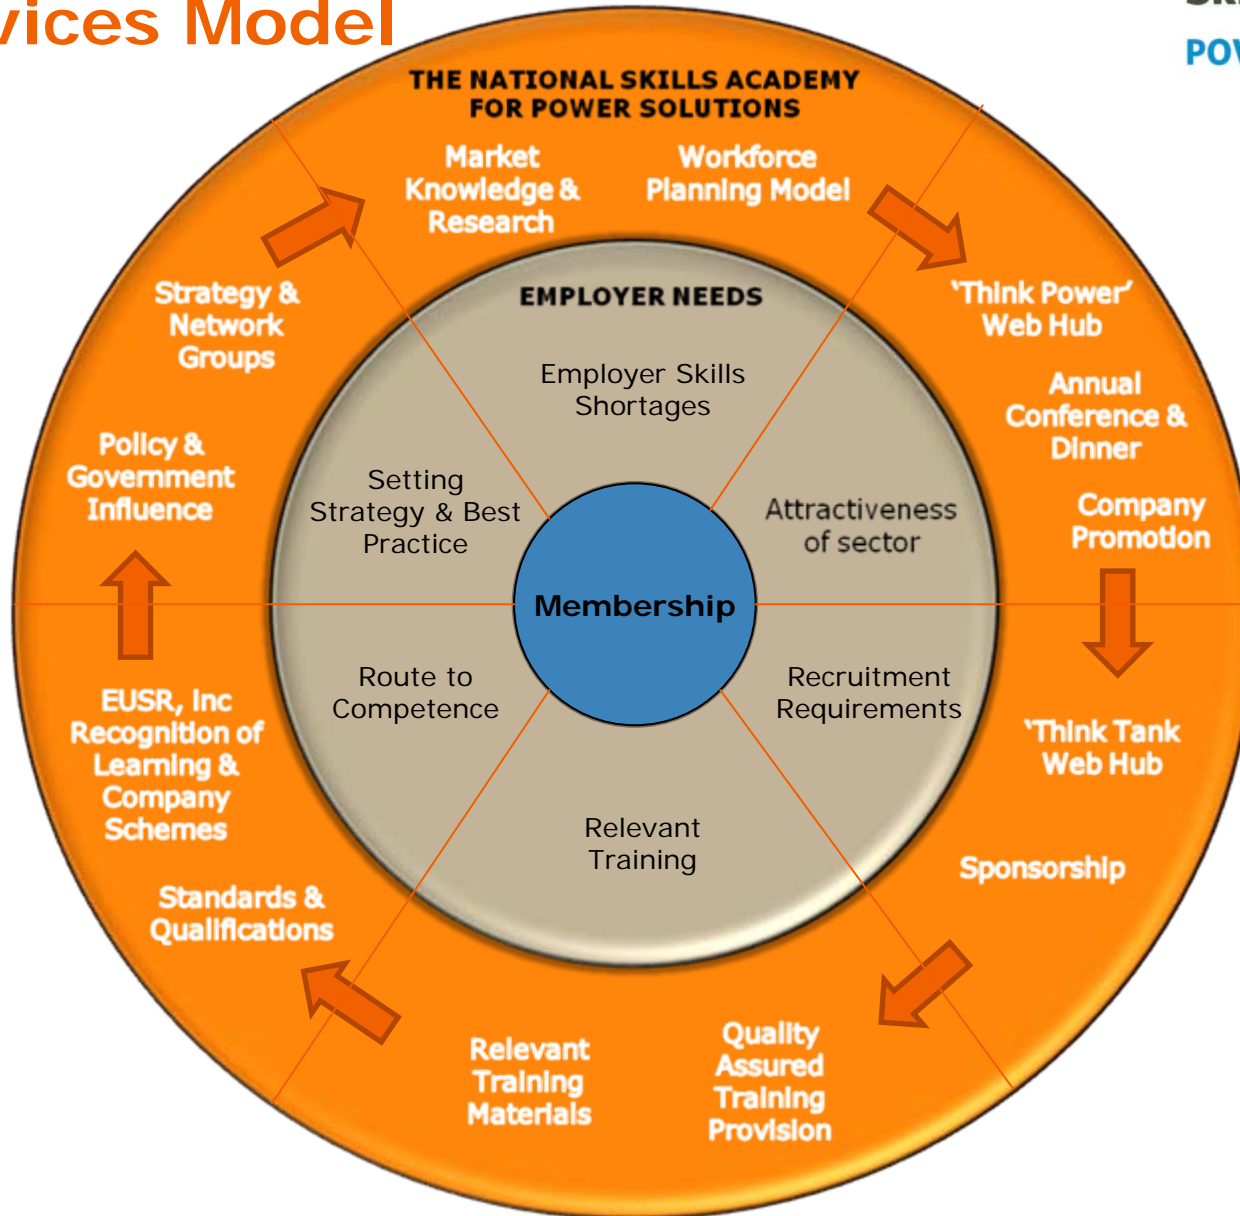 vices Model
POW
THE NATIONAL SKILLS ACADEMY
FOR POWER SOLUTIONS
Market
Knowledge &
Research
Workforce
Planning Model
'Think Power'
Web Hub
Annual
Conference &
Dinner
Company
Promotion
'Think Tank
Web Hub
Sponsorship
Quality
Assured
Training
Provision
Relevant
Training
Materials
Standards &
Qualifications
EUSR, inc
Recognition of
Learning &
Company
Schemes
Policy &
Government
Influence
Strategy &
Network
Groups
EMPLOYER NEEDS
Employer Skills
Shortages
Attractiveness
of sector
Recruitment
Requirements
Relevant
Training
Route to
Competence
Setting
Strategy & Best
Practice
Membership